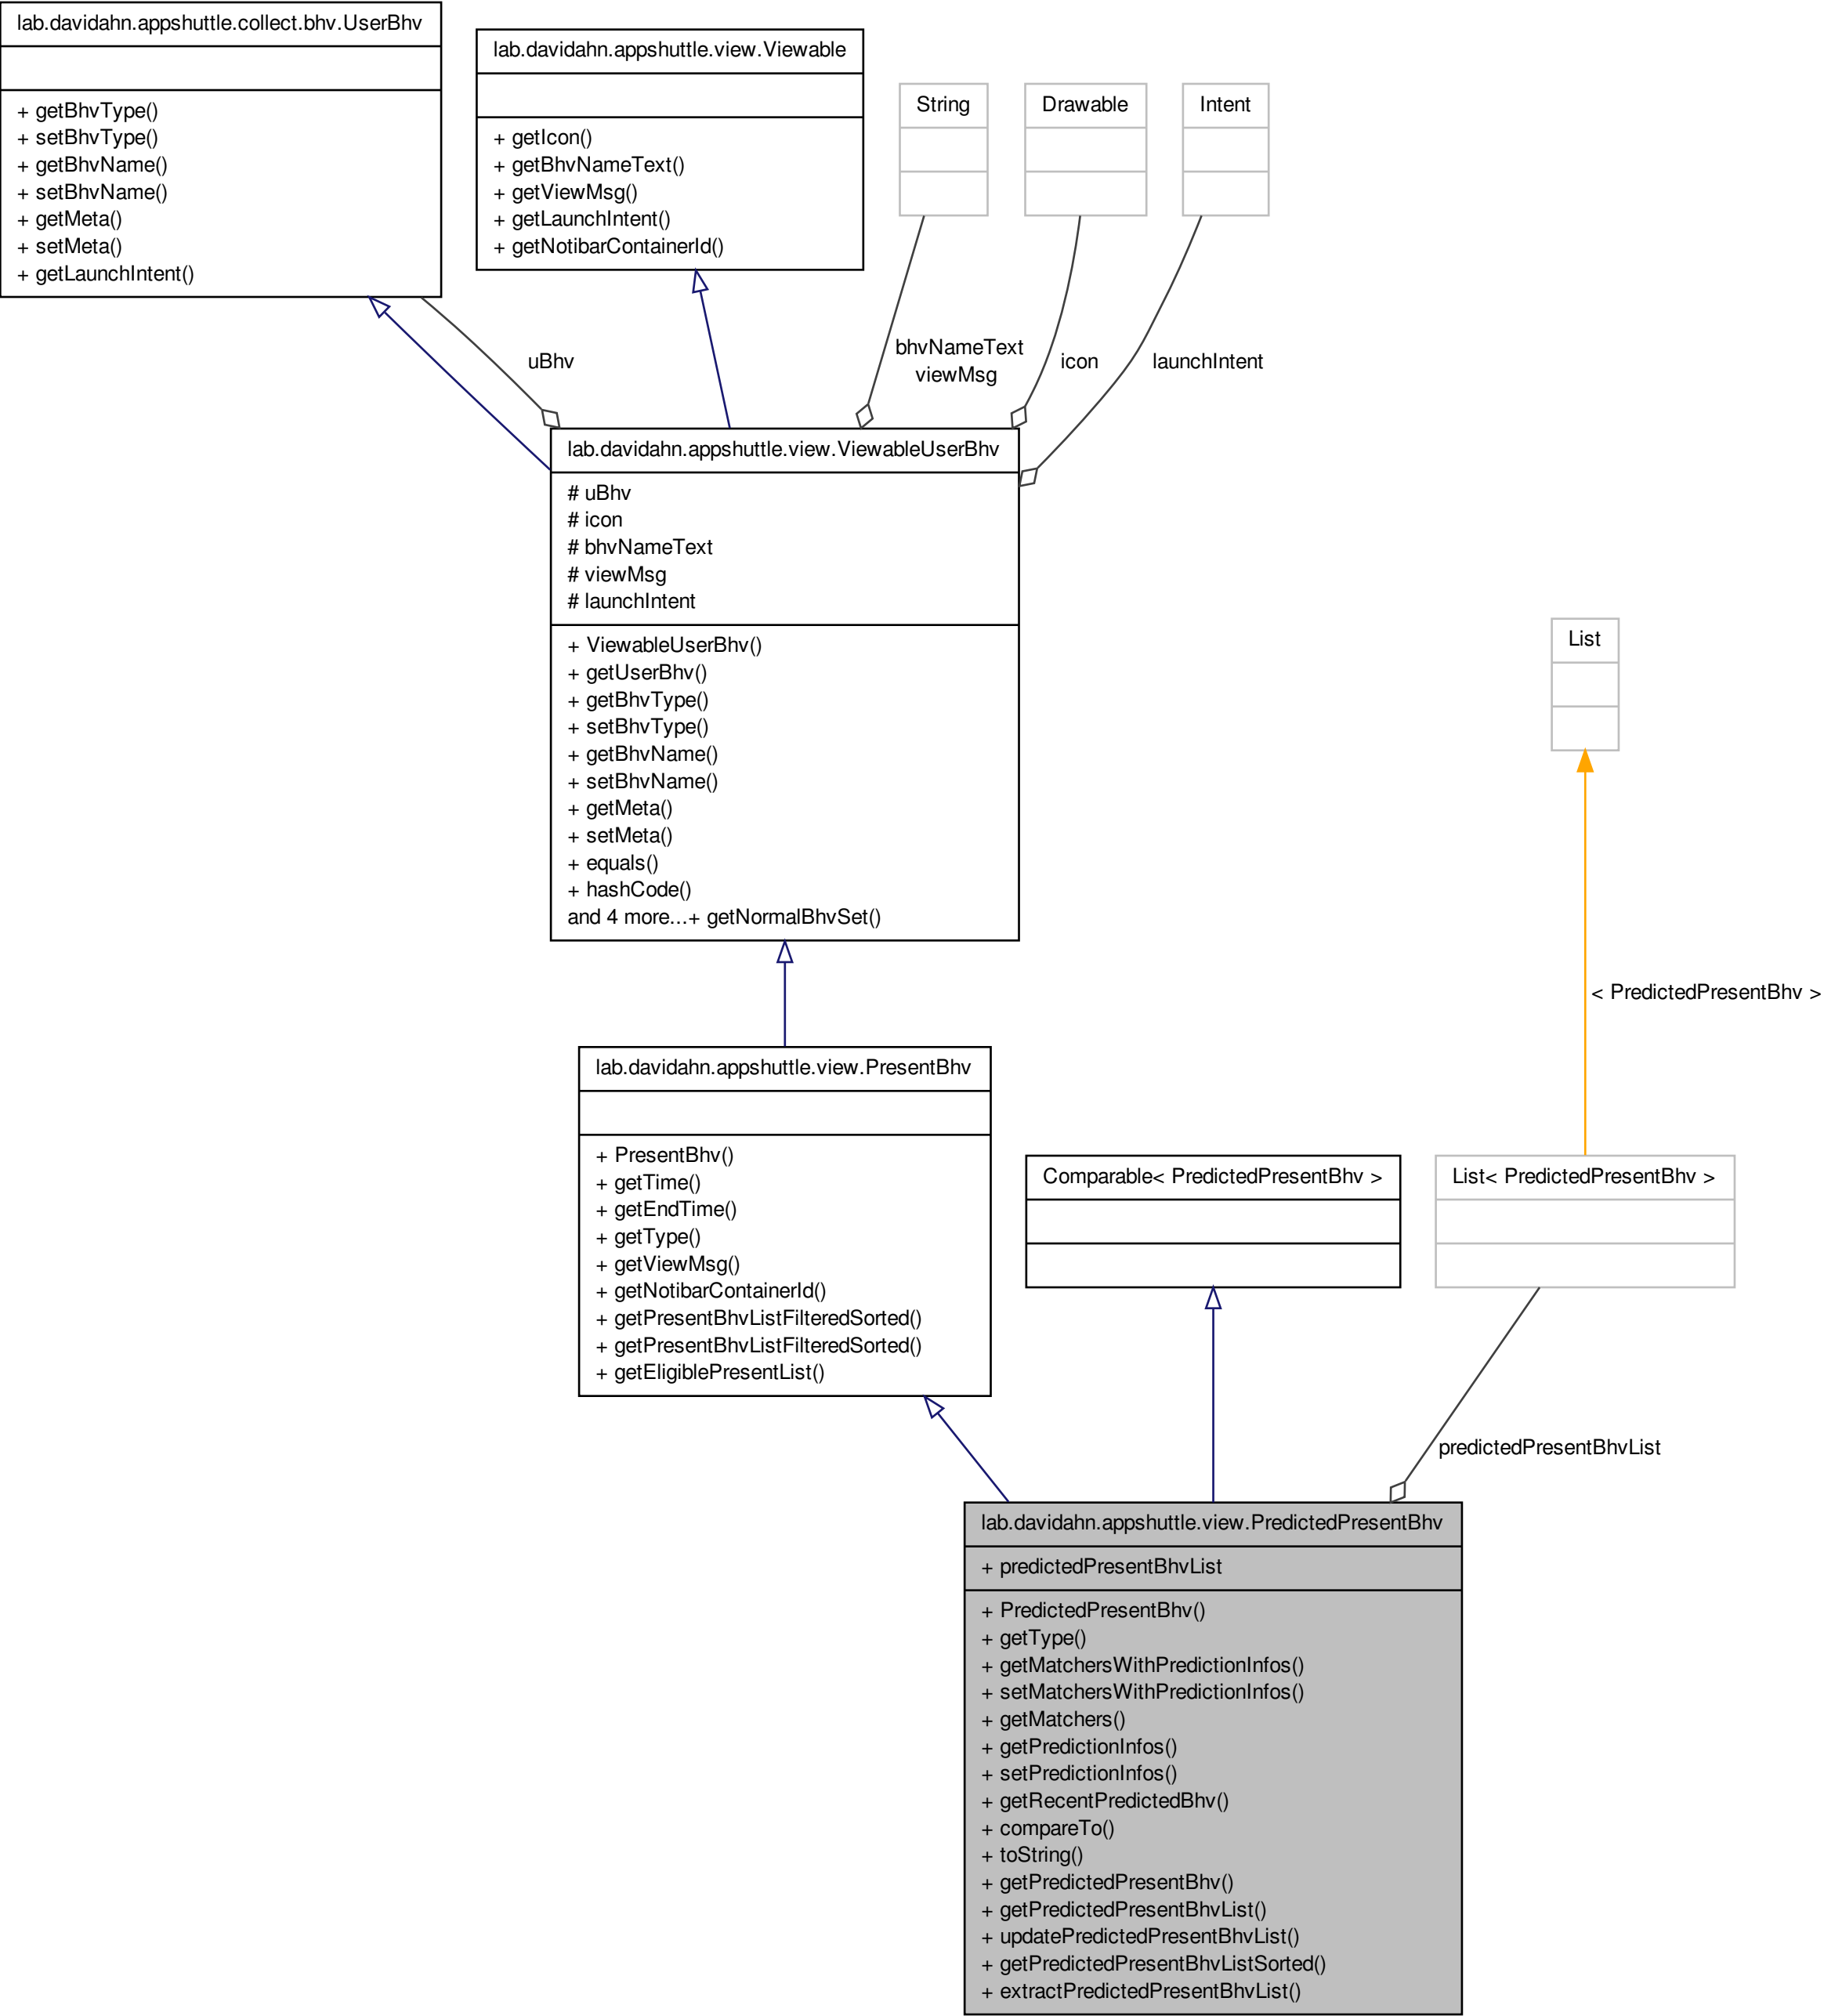 lab.davidahn.appshuttle.collect.bhv.UserBhv
+ getBhvType()
+ setBhvType()
+ getBhvName()
+ setBhvName()
+ getMeta()
+ setMeta()
+ getLaunchIntent()
lab.davidahn.appshuttle.view.Viewable
+ getIcon()
+ getBhvNameText()
+ getViewMsg()
+ getLaunchIntent()
+ getNotibarContainerId()
String
Drawable
Intent
uBhv
bhvNameText
viewMsg
icon
launchIntent
lab.davidahn.appshuttle.view.ViewableUserBhv
# uBhv
# icon
# bhvNameText
# viewMsg
# launchIntent
+ ViewableUserBhv()
+ getUserBhv()
+ getBhvType()
+ setBhvType()
+ getBhvName()
+ setBhvName()
+ getMeta()
+ setMeta()
+ equals()
+ hashCode()
and 4 more...+ getNormalBhvSet()
List
< PredictedPresentBhv >
lab.davidahn.appshuttle.view.PresentBhv
+ PresentBhv()
+ getTime()
+ getEndTime()
+ getType()
+ getViewMsg()
+ getNotibarContainerId()
+ getPresentBhvListFilteredSorted()
+ getPresentBhvListFilteredSorted()
+ getEligiblePresentList()
Comparable< PredictedPresentBhv >
List< PredictedPresentBhv >
predictedPresentBhvList
lab.davidahn.appshuttle.view.PredictedPresentBhv
+ predictedPresentBhvList
+ PredictedPresentBhv()
+ getType()
+ getMatchersWithPredictionInfos()
+ setMatchersWithPredictionInfos()
+ getMatchers()
+ getPredictionInfos()
+ setPredictionInfos()
+ getRecentPredictedBhv()
+ compareTo()
+ toString()
+ getPredictedPresentBhv()
+ getPredictedPresentBhvList()
+ updatePredictedPresentBhvList()
+ getPredictedPresentBhvListSorted()
+ extractPredictedPresentBhvList()